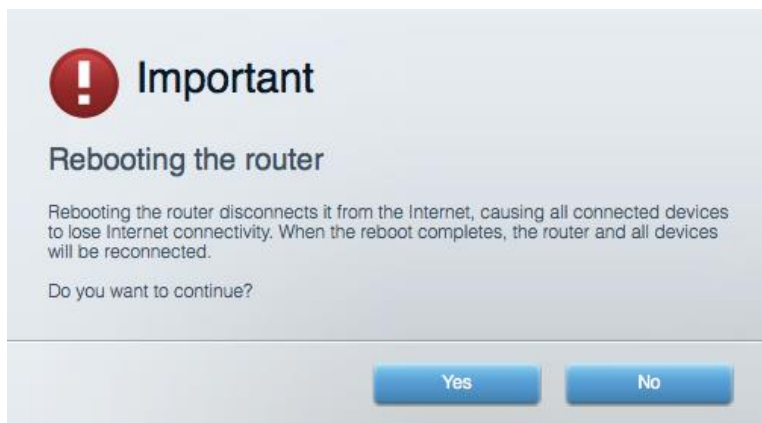 Important
Rebooting the router
Rebooting the router disconnects it from the Internet, causing all connected devices
to lose Internet connectivity. When the reboot completes, the router and all devices
will be reconnected.
Do you want to continue?
Yes No